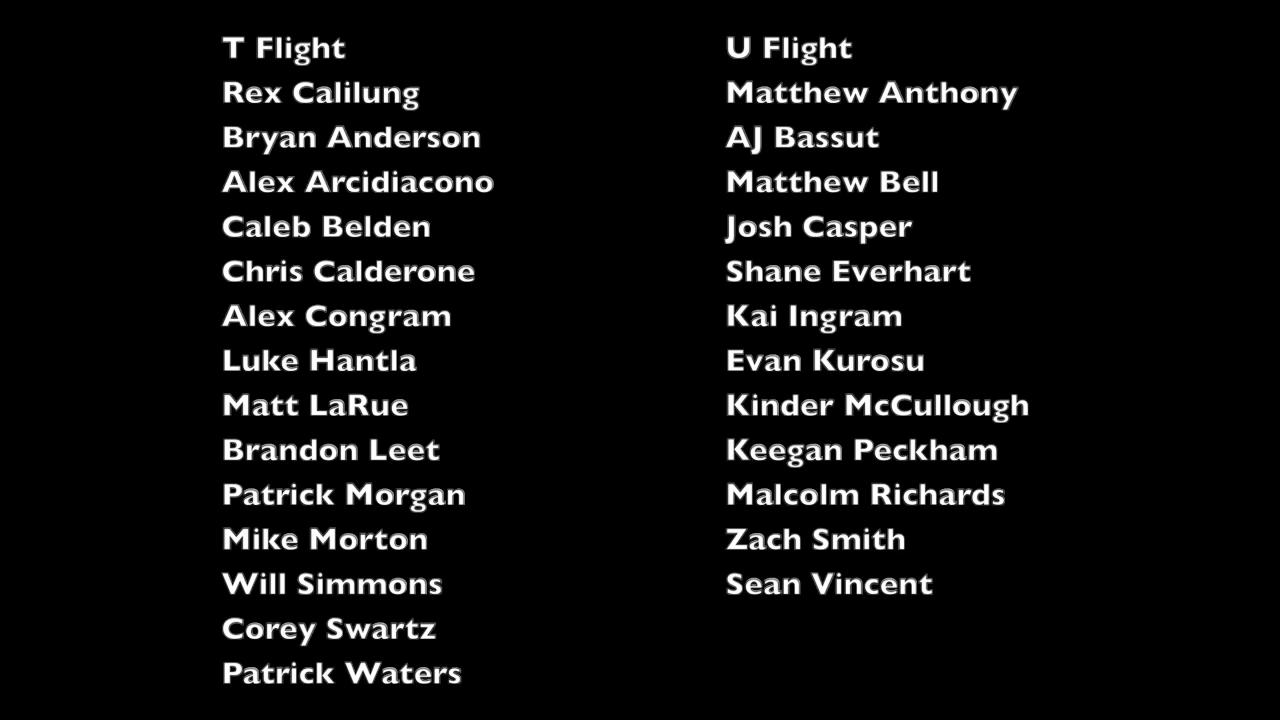 T Flight
Rex Calilung
Bryan Anderson
Alex Arcidiacono
Caleb Belden
Chris Calderone
Alex Congram
Luke Hantla
Matt LaRue
Brandon Leet
Patrick Morgan
Mike Morton
Will Simmons
Corey Swartz
Patrick Waters
U Flight
Matthew Anthony
AJ Bassut
Matthew Bell
Josh Casper
Shane Everhart
Kai Ingram
Evan Kurosu
Kinder McCullough
Keegan Peckham
Malcolm Richards
Zach Smith
Sean Vincent